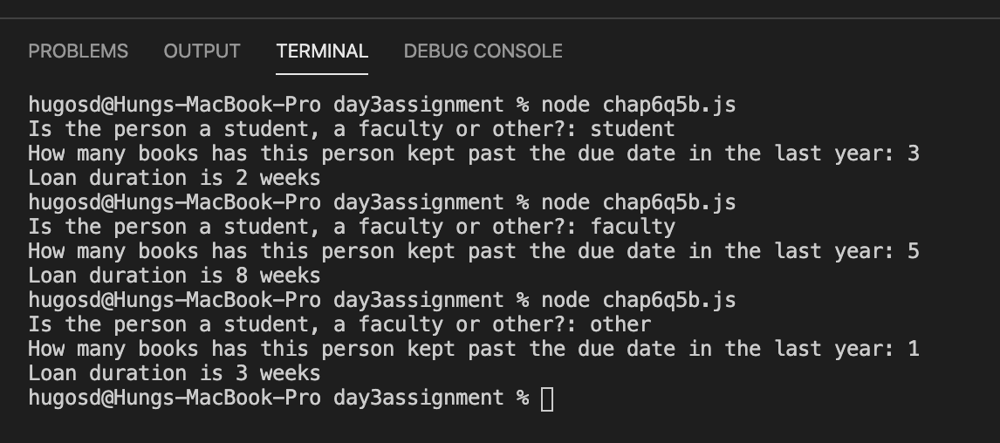 PROBLEMS OUTPUT TERMINAL DEBUG CONSOLE
hugosd@Hungs-MacBook-Pro day3assignment % node chap6q5b.js
Is the person a student, a faculty or other?: student
How many books has this person kept past the due date in the last year: 3
Loan duration is 2 weeks
hugosd@Hungs-MacBook-Pro day3assignment % node chap6q5b.js
Is the person a student, a faculty or other?: faculty
How many books has this person kept past the due date in the last year: 5
Loan duration is 8 weeks
hugosd@Hungs-MacBook-Pro day3assignment % node chap6q5b.js
Is the person a student, a faculty or other?: other
How many books has this person kept past the due date in the last year: 1
Loan duration is 3 weeks
hugosd@Hungs-MacBook-Pro day3assignment %